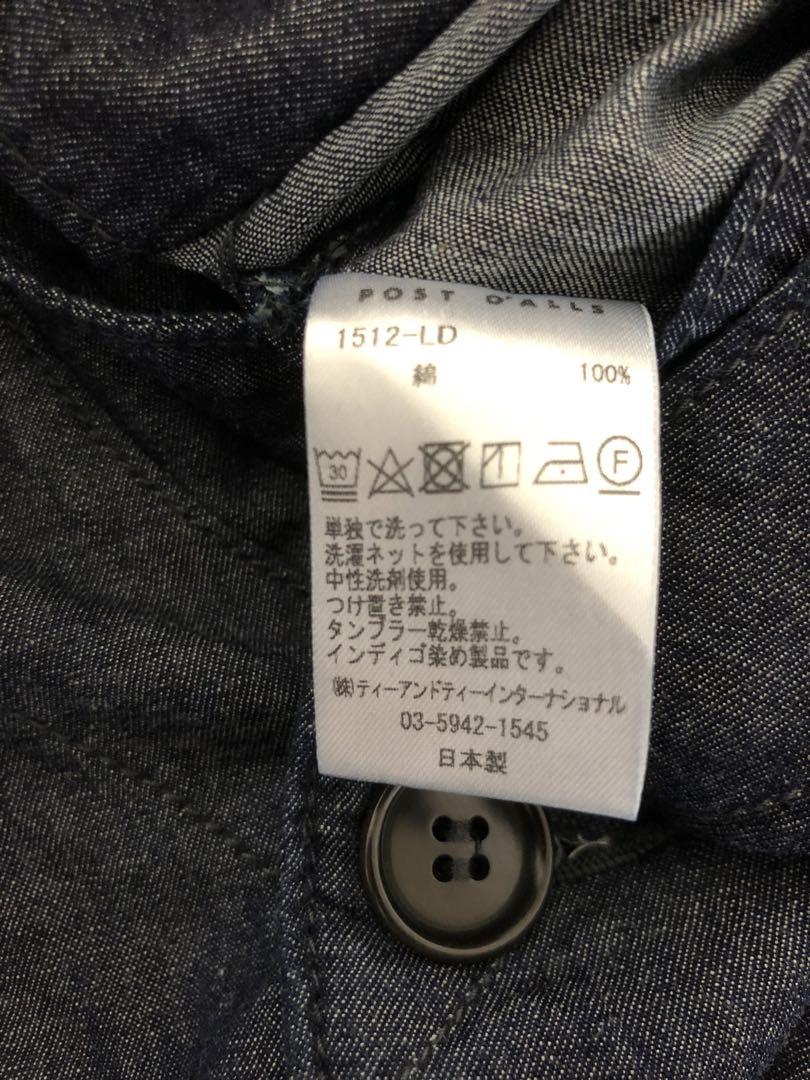 POST O'ALLS
1512-LD
綿 100%
30 F
単独で洗って下さい。
洗濯ネットを使用して下さい。
中性洗剤使用。
つけ置き禁止。
タンブラー乾燥禁止。
インディゴ染め製品です。
㈱ティーアンドティーインターナショナル
03-5942-1545
日本製